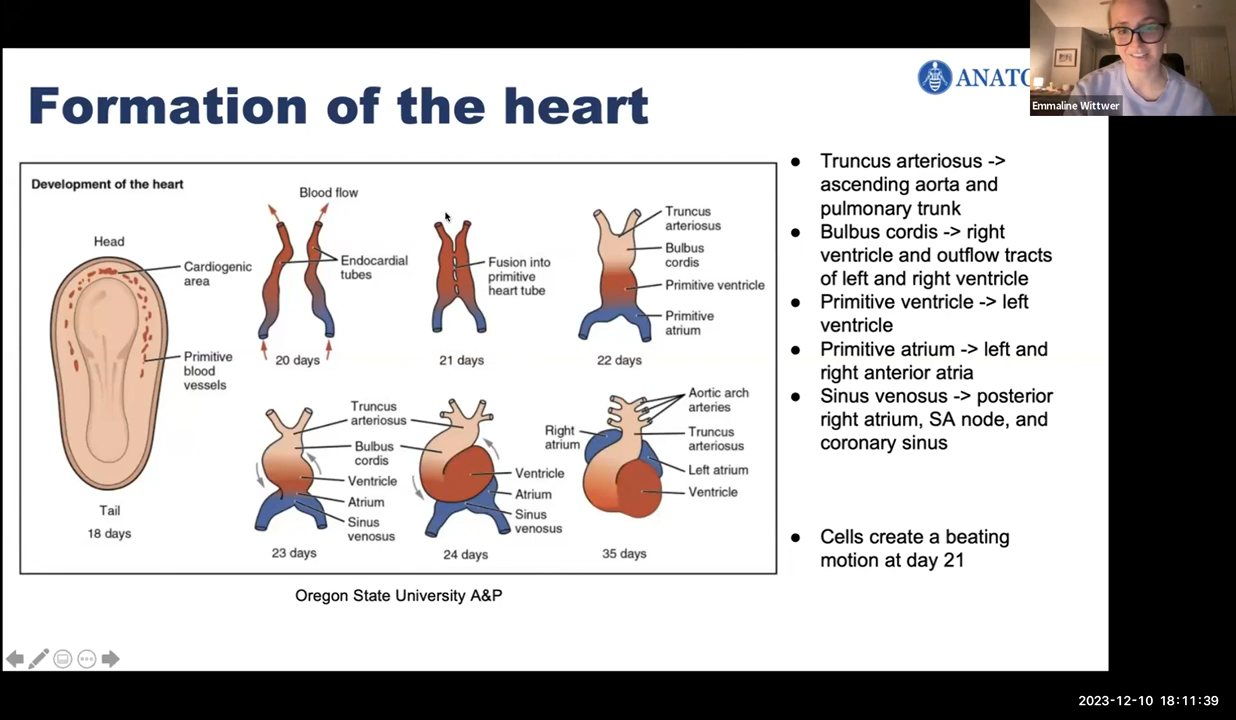 Emmaline Wittwer
Formation of the heart
Development of the heart
Head
Cardiogenic
area
Primitive
blood
vessels
Tail
18 days
Blood flow
Endocardial
tubes
20 days
Fusion into
primitive
heart tube
21 days
Truncus
arteriosus
Bulbus
cordis
Primitive ventricle
Primitive
atrium
22 days
Truncus
arteriosus
Bulbus
cordis
Ventricle
Atrium
Sinus
venosus
23 days
Ventricle
Atrium
Sinus
venosus
24 days
Right
atrium
Aortic arch
arteries
Truncus
arteriosus
Left atrium
Ventricle
35 days
Oregon State University A&P
● Truncus arteriosus ->
ascending aorta and
pulmonary trunk
● Bulbus cordis -> right
ventricle and outflow tracts
of left and right ventricle
● Primitive ventricle -> left
ventricle
● Primitive atrium -> left and
right anterior atria
● Sinus venosus -> posterior
right atrium, SA node, and
coronary sinus
● Cells create a beating
motion at day 21
2023-12-10 18:11:39